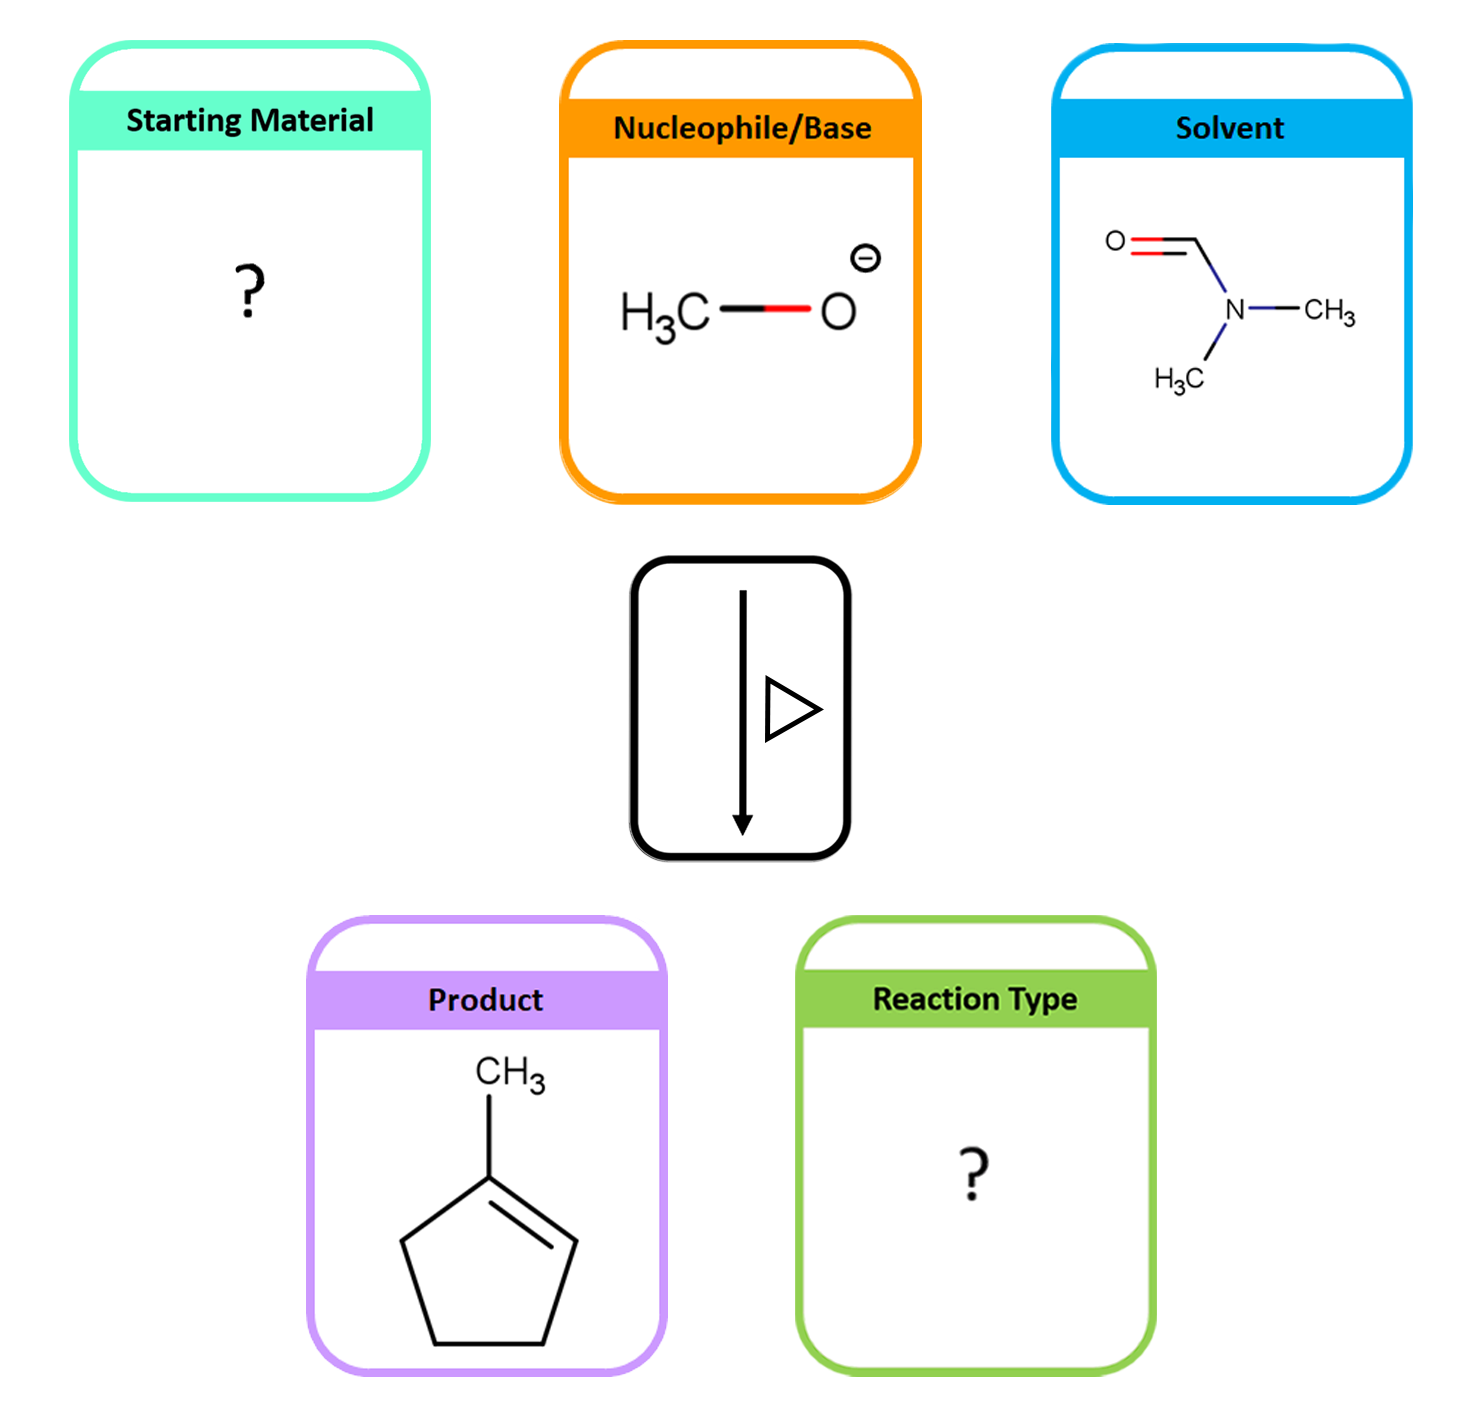 Starting Material
Nucleophile/Base
Solvent
?
H₃C O ⊖
O
N CH₃
H₃C
Product
Reaction Type
CH₃
?